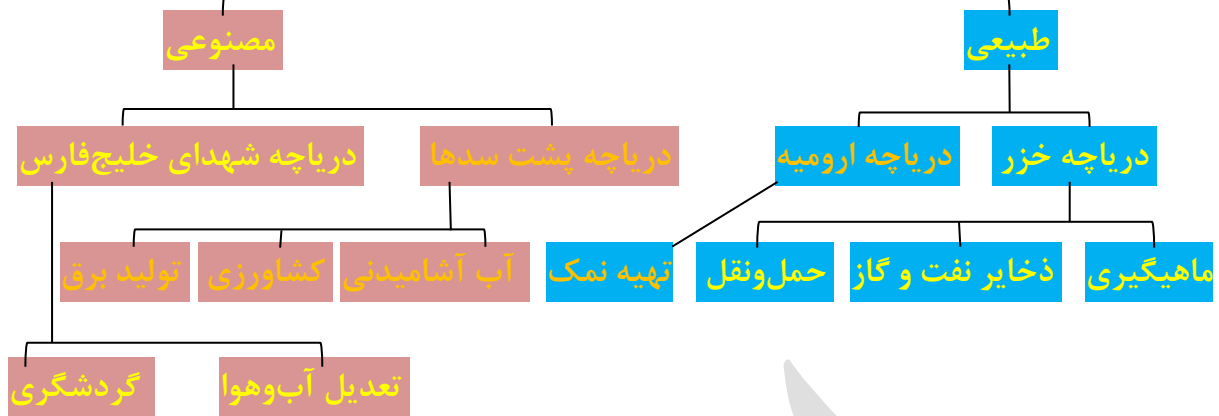 طبیعی
مصنوعی
دریاچه خزر
دریاچه ارومیه
دریاچه پشت سدها
دریاچه شهدای خلیج‌فارس
ماهیگیری
ذخایر نفت و گاز
حمل‌ونقل
تهیه نمک
آب آشامیدنی
کشاورزی
تولید برق
تعدیل آب‌وهوا
گردشگری